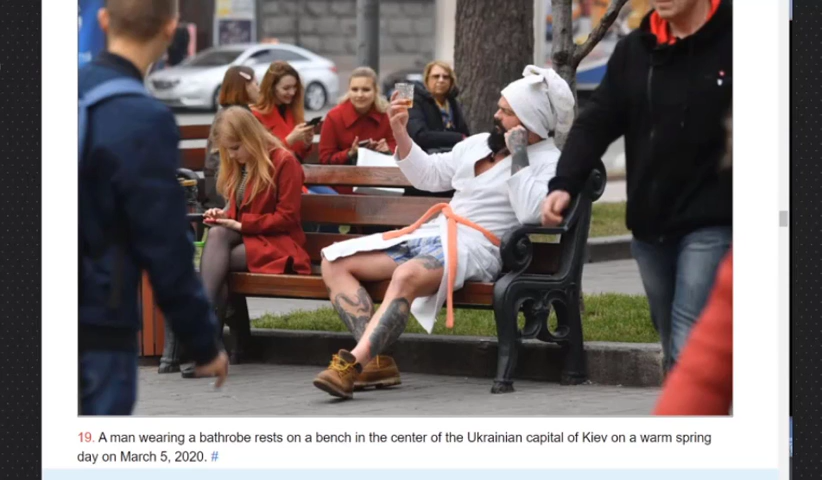 19. A man wearing a bathrobe rests on a bench in the center of the Ukrainian capital of Kiev on a warm spring
day on March 5, 2020. #